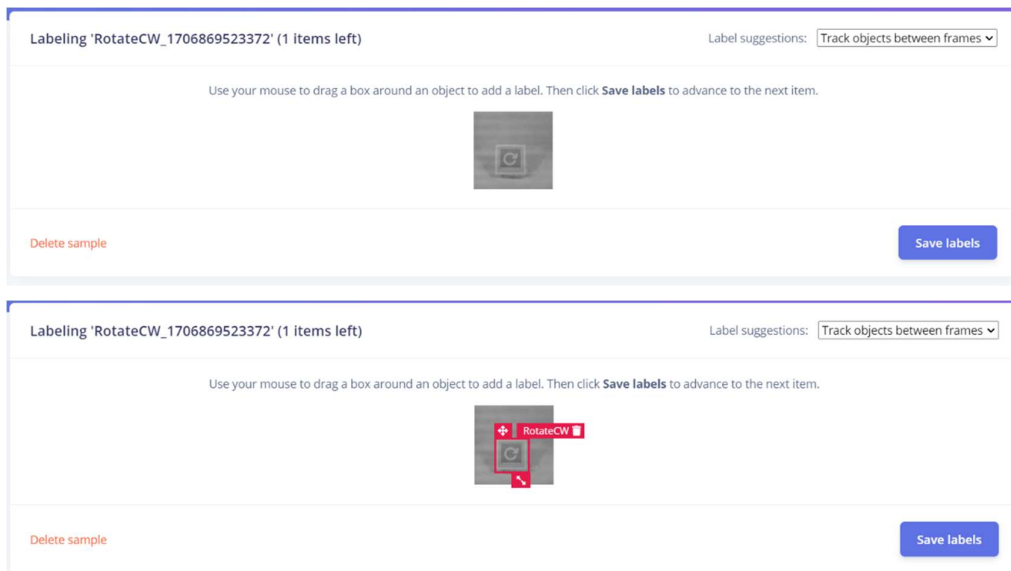 Labeling 'RotateCW_1706869523372' (1 items left)
Label suggestions: Track objects between frames
Use your mouse to drag a box around an object to add a label. Then click Save labels to advance to the next item.
Delete sample
Save labels
Labeling 'RotateCW_1706869523372' (1 items left)
Label suggestions: Track objects between frames
Use your mouse to drag a box around an object to add a label. Then click Save labels to advance to the next item.
RotateCW
Delete sample
Save labels